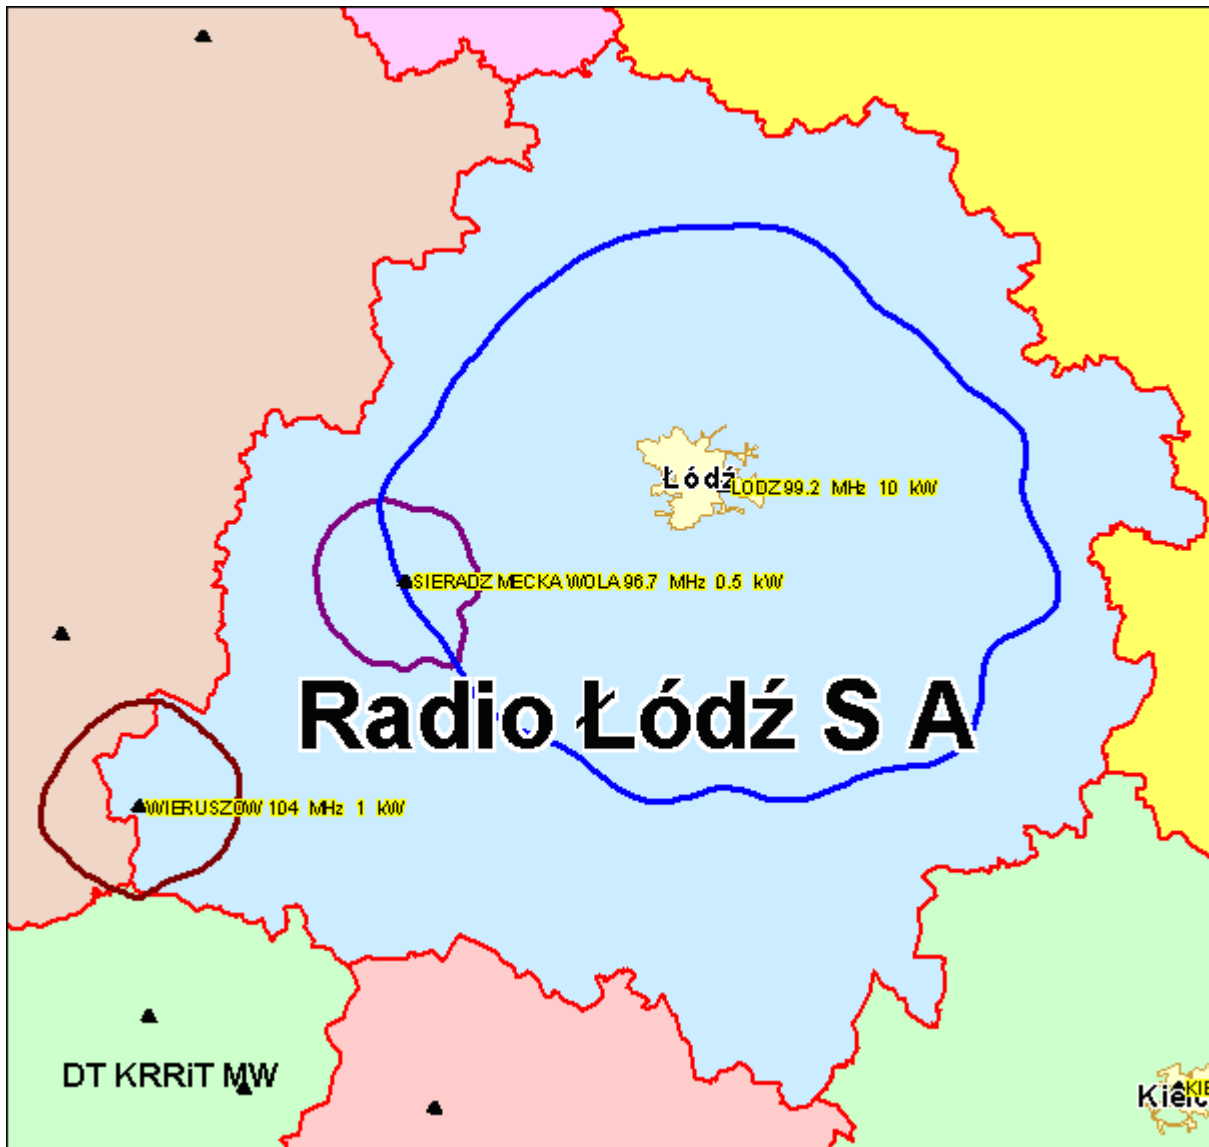 Łódź
LODZ 99.2 MHz 10 kW
SIERADZ MECKA WOLA 96.7 MHz 0.5 kW
Radio Łódź S A
WIERUSZOW 104 MHz 1 kW
DT KRRiT MW
KIE